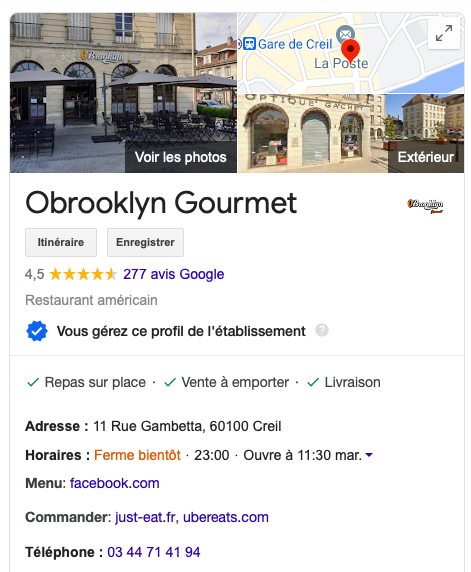 Obrooklyn
Gare de Creil
La Poste
OPTIQUE GACHET
Voir les photos
Extérieur
Obrooklyn Gourmet
Obrooklyn
Itinéraire
Enregistrer
4,5 277 avis Google
Restaurant américain
Vous gérez ce profil de l'établissement ?
Repas sur place · Vente à emporter · Livraison
Adresse : 11 Rue Gambetta, 60100 Creil
Horaires : Ferme bientôt · 23:00 · Ouvre à 11:30 mar.
Menu: facebook.com
Commander: just-eat.fr, ubereats.com
Téléphone : 03 44 71 41 94